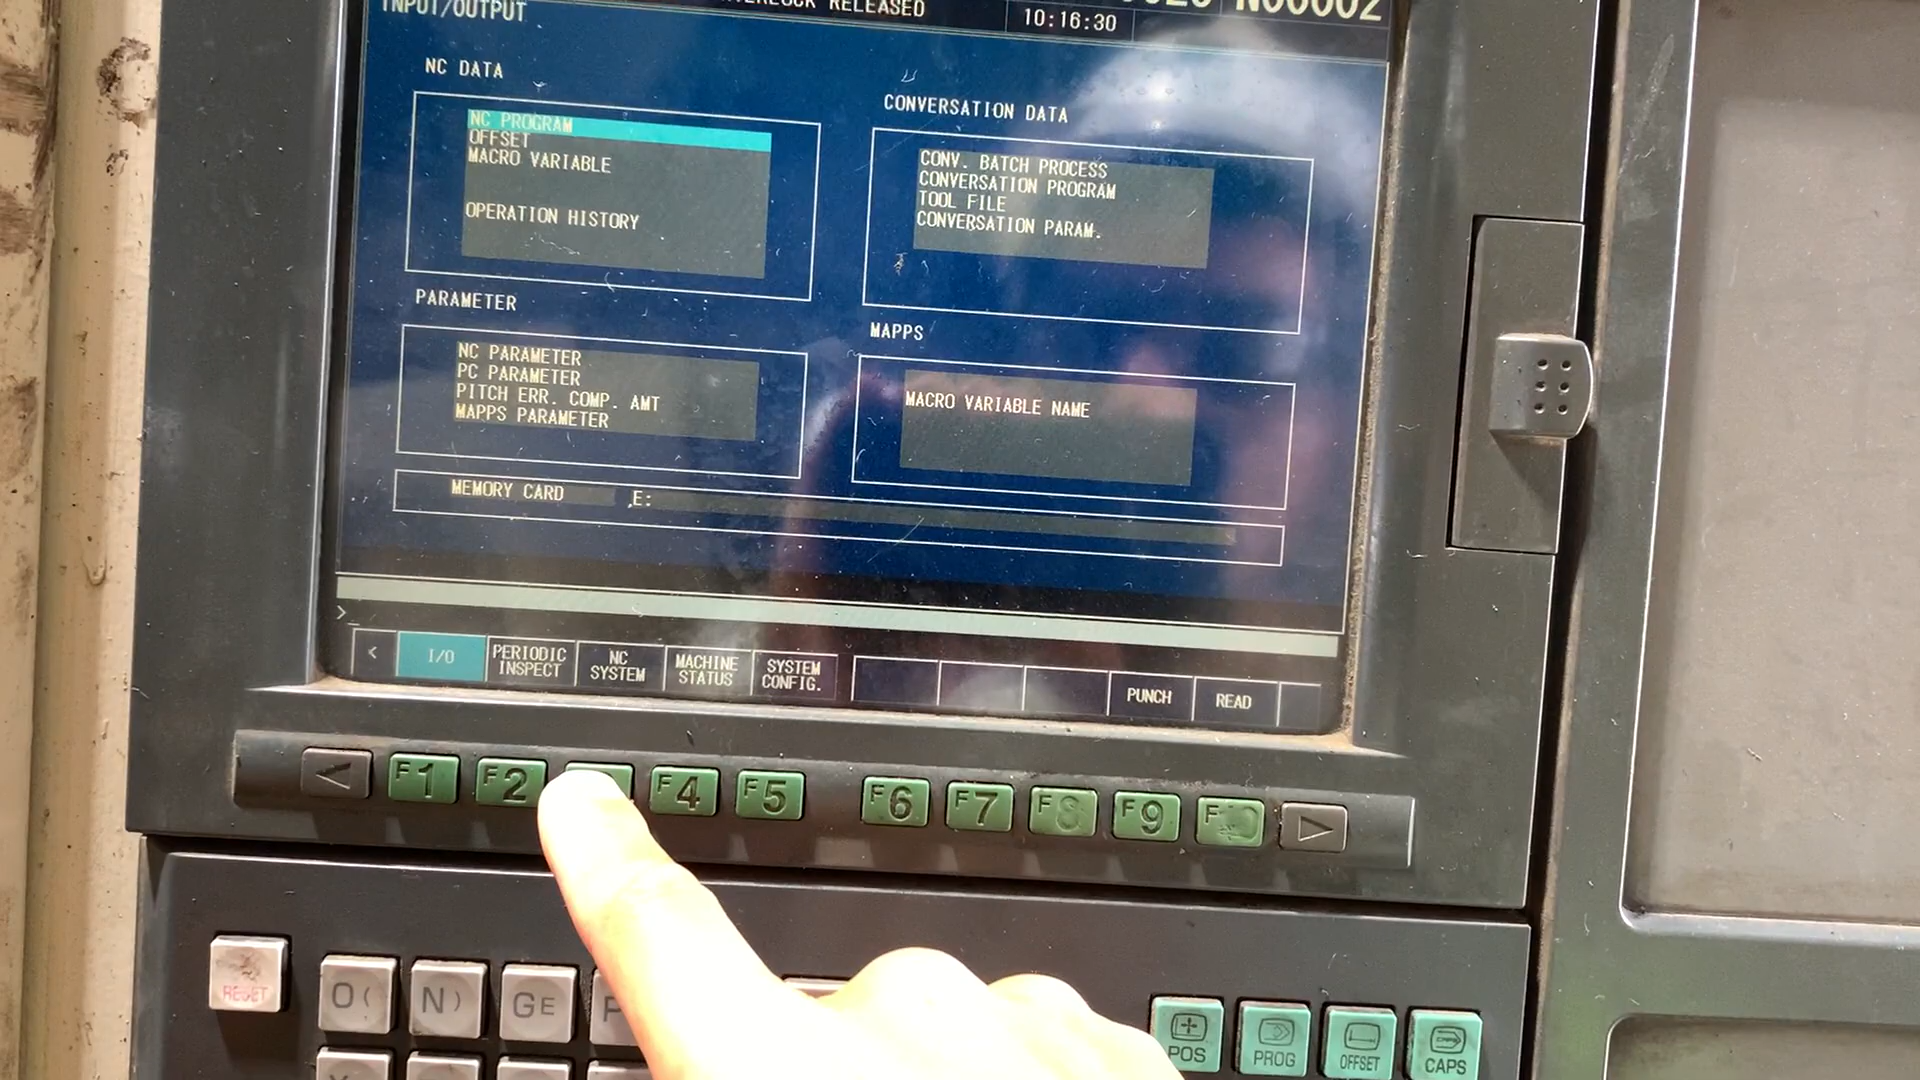 INPUT/OUTPUT
RELEASED
10:16:30
N00002
NC DATA
NC PROGRAM
OFFSET
MACRO VARIABLE
OPERATION HISTORY
CONVERSATION DATA
CONV. BATCH PROCESS
CONVERSATION PROGRAM
TOOL FILE
CONVERSATION PARAM.
PARAMETER
NC PARAMETER
PC PARAMETER
PITCH ERR. COMP. AMT
MAPPS PARAMETER
MAPPS
MACRO VARIABLE NAME
MEMORY CARD E:
>_
< I/O PERIODIC INSPECT NC SYSTEM MACHINE STATUS SYSTEM CONFIG. PUNCH READ
F1 F2 F4 F5 F6 F7 F8 F9 F
RESET O( N) GE
POS PROG OFFSET CAPS